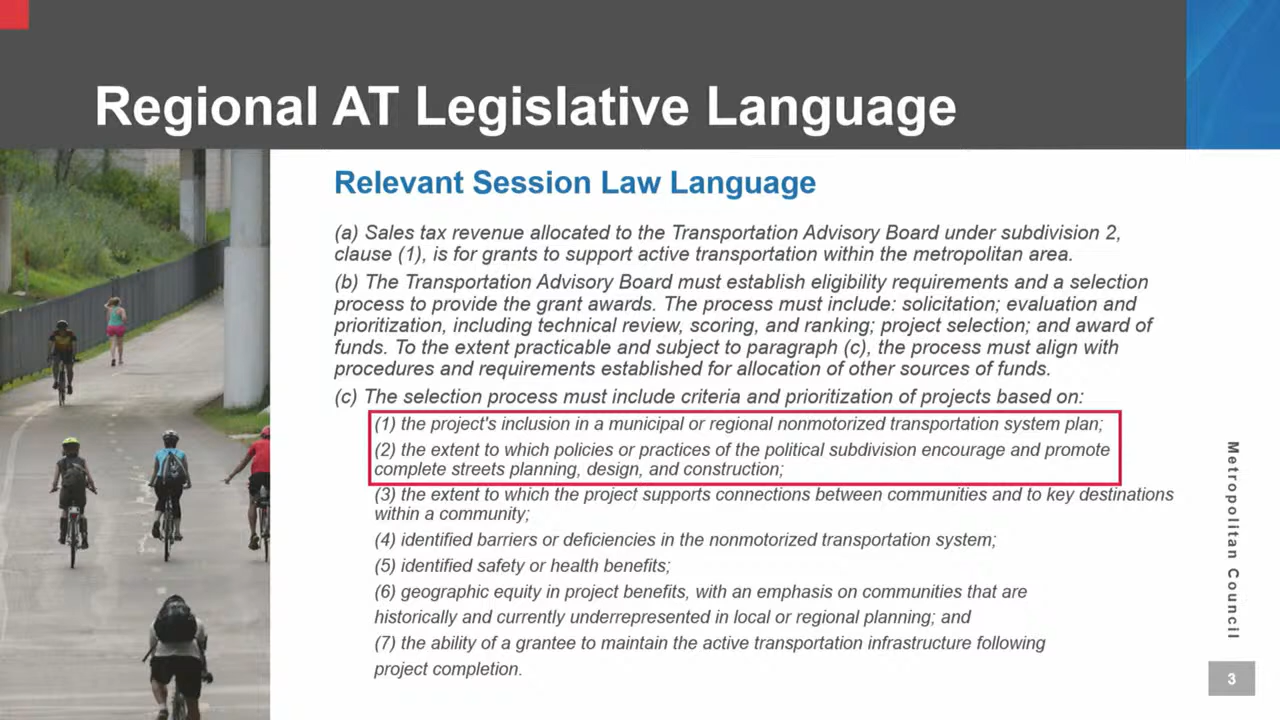 Regional AT Legislative Language
Relevant Session Law Language
(a) Sales tax revenue allocated to the Transportation Advisory Board under subdivision 2,
clause (1), is for grants to support active transportation within the metropolitan area.
(b) The Transportation Advisory Board must establish eligibility requirements and a selection
process to provide the grant awards. The process must include: solicitation; evaluation and
prioritization, including technical review, scoring, and ranking; project selection; and award of
funds. To the extent practicable and subject to paragraph (c), the process must align with
procedures and requirements established for allocation of other sources of funds.
(c) The selection process must include criteria and prioritization of projects based on:
(1) the project's inclusion in a municipal or regional nonmotorized transportation system plan;
(2) the extent to which policies or practices of the political subdivision encourage and promote
complete streets planning, design, and construction;
(3) the extent to which the project supports connections between communities and to key destinations
within a community;
(4) identified barriers or deficiencies in the nonmotorized transportation system;
(5) identified safety or health benefits;
(6) geographic equity in project benefits, with an emphasis on communities that are
historically and currently underrepresented in local or regional planning; and
(7) the ability of a grantee to maintain the active transportation infrastructure following
project completion.
Metropolitan Council
3